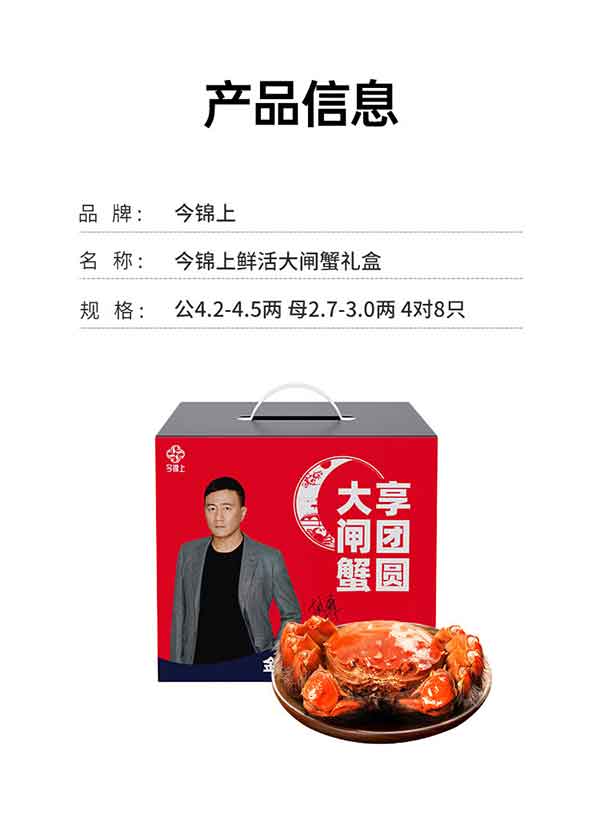 产品信息
品 牌： 今锦上
名 称： 今锦上鲜活大闸蟹礼盒
规 格： 公4.2-4.5两 母2.7-3.0两 4对8只
今锦上
享团圆
大闸蟹
金